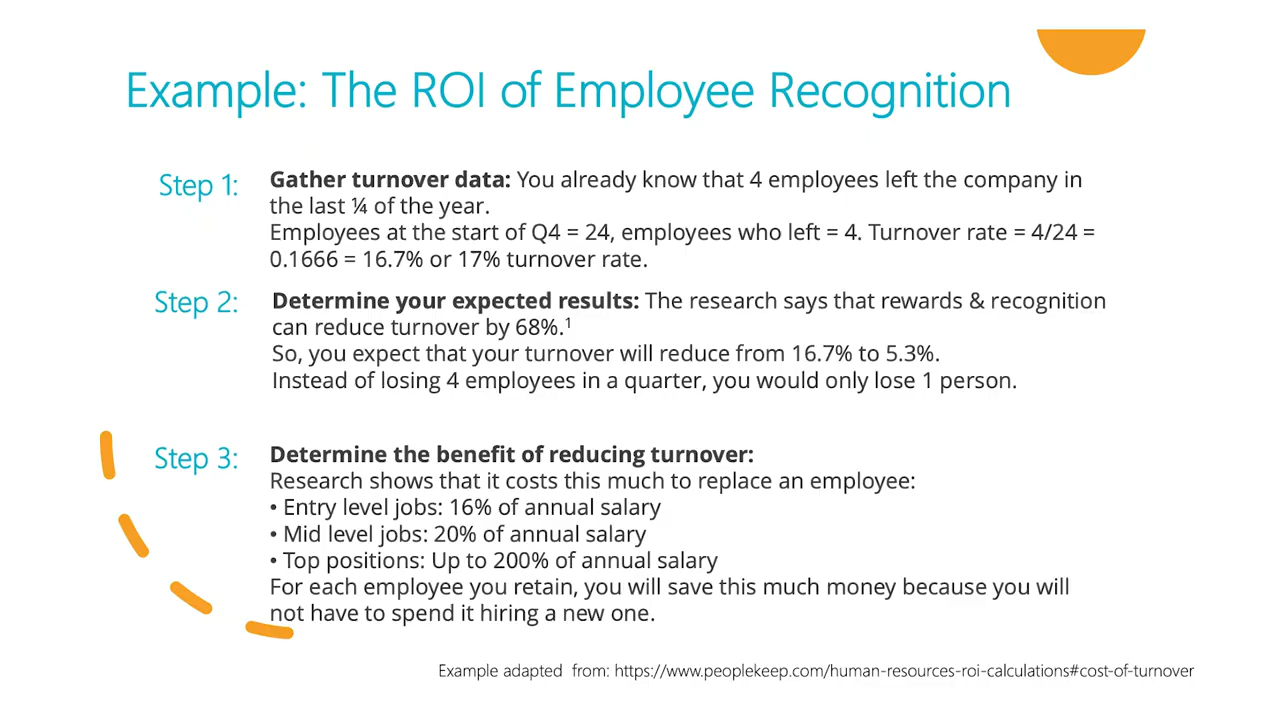 Example: The ROI of Employee Recognition
Step 1:
Gather turnover data: You already know that 4 employees left the company in
the last ¼ of the year.
Employees at the start of Q4 = 24, employees who left = 4. Turnover rate = 4/24 =
0.1666 = 16.7% or 17% turnover rate.
Step 2:
Determine your expected results: The research says that rewards & recognition
can reduce turnover by 68%.¹
So, you expect that your turnover will reduce from 16.7% to 5.3%.
Instead of losing 4 employees in a quarter, you would only lose 1 person.
Step 3:
Determine the benefit of reducing turnover:
Research shows that it costs this much to replace an employee:
• Entry level jobs: 16% of annual salary
• Mid level jobs: 20% of annual salary
• Top positions: Up to 200% of annual salary
For each employee you retain, you will save this much money because you will
not have to spend it hiring a new one.
Example adapted  from: https://www.peoplekeep.com/human-resources-roi-calculations#cost-of-turnover